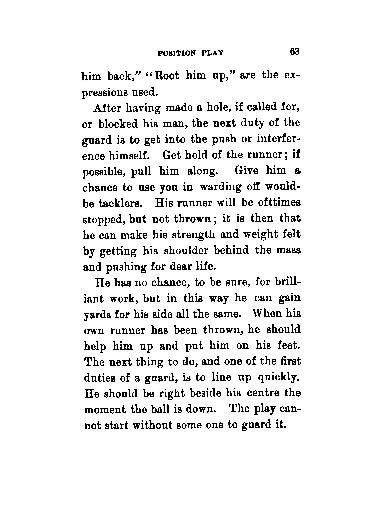 POSITION PLAY 63
him back," "Root him up," are the ex-
pressions used.
After having made a hole, if called for,
or blocked his man, the next duty of the
guard is to get into the push or interfer-
ence himself. Get hold of the runner; if
possible, pull him along. Give him a
chance to use you in warding off would-
be tacklers. His runner will be ofttimes
stopped, but not thrown; it is then that
he can make his strength and weight felt
by getting his shoulder behind the mass
and pushing for dear life.
He has no chance, to be sure, for brill-
iant work, but in this way he can gain
yards for his side all the same. When his
own runner has been thrown, he should
help him up and put him on his feet.
The next thing to do, and one of the first
duties of a guard, is to line up quickly.
He should be right beside his centre the
moment the ball is down. The play can-
not start without some one to guard it.